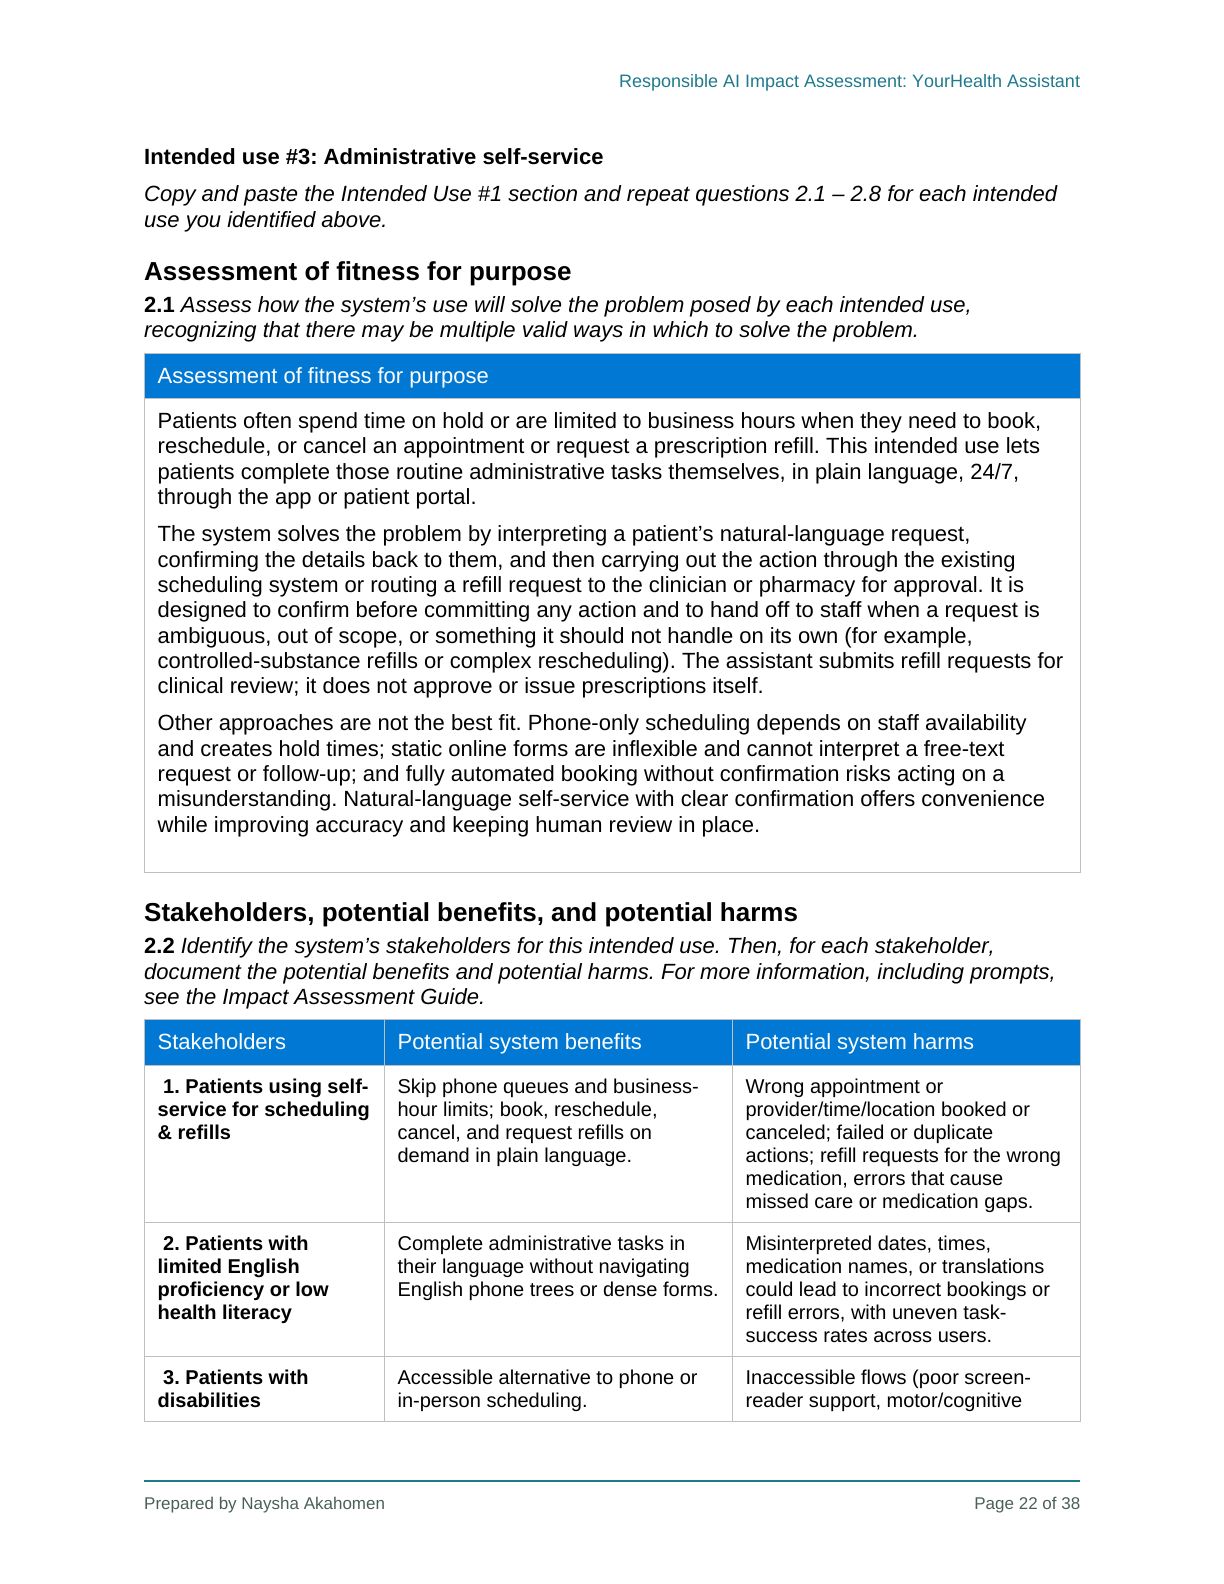 Responsible AI Impact Assessment: YourHealth Assistant
Intended use #3: Administrative self-service
Copy and paste the Intended Use #1 section and repeat questions 2.1 – 2.8 for each intended
use you identified above.
Assessment of fitness for purpose
2.1 Assess how the system’s use will solve the problem posed by each intended use,
recognizing that there may be multiple valid ways in which to solve the problem.
Assessment of fitness for purpose
Patients often spend time on hold or are limited to business hours when they need to book,
reschedule, or cancel an appointment or request a prescription refill. This intended use lets
patients complete those routine administrative tasks themselves, in plain language, 24/7,
through the app or patient portal.
The system solves the problem by interpreting a patient’s natural-language request,
confirming the details back to them, and then carrying out the action through the existing
scheduling system or routing a refill request to the clinician or pharmacy for approval. It is
designed to confirm before committing any action and to hand off to staff when a request is
ambiguous, out of scope, or something it should not handle on its own (for example,
controlled-substance refills or complex rescheduling). The assistant submits refill requests for
clinical review; it does not approve or issue prescriptions itself.
Other approaches are not the best fit. Phone-only scheduling depends on staff availability
and creates hold times; static online forms are inflexible and cannot interpret a free-text
request or follow-up; and fully automated booking without confirmation risks acting on a
misunderstanding. Natural-language self-service with clear confirmation offers convenience
while improving accuracy and keeping human review in place.
Stakeholders, potential benefits, and potential harms
2.2 Identify the system’s stakeholders for this intended use. Then, for each stakeholder,
document the potential benefits and potential harms. For more information, including prompts,
see the Impact Assessment Guide.
Stakeholders
Potential system benefits
Potential system harms
1. Patients using self-
service for scheduling
& refills
Skip phone queues and business-
hour limits; book, reschedule,
cancel, and request refills on
demand in plain language.
Wrong appointment or
provider/time/location booked or
canceled; failed or duplicate
actions; refill requests for the wrong
medication, errors that cause
missed care or medication gaps.
2. Patients with
limited English
proficiency or low
health literacy
Complete administrative tasks in
their language without navigating
English phone trees or dense forms.
Misinterpreted dates, times,
medication names, or translations
could lead to incorrect bookings or
refill errors, with uneven task-
success rates across users.
3. Patients with
disabilities
Accessible alternative to phone or
in-person scheduling.
Inaccessible flows (poor screen-
reader support, motor/cognitive
Prepared by Naysha Akahomen
Page 22 of 38